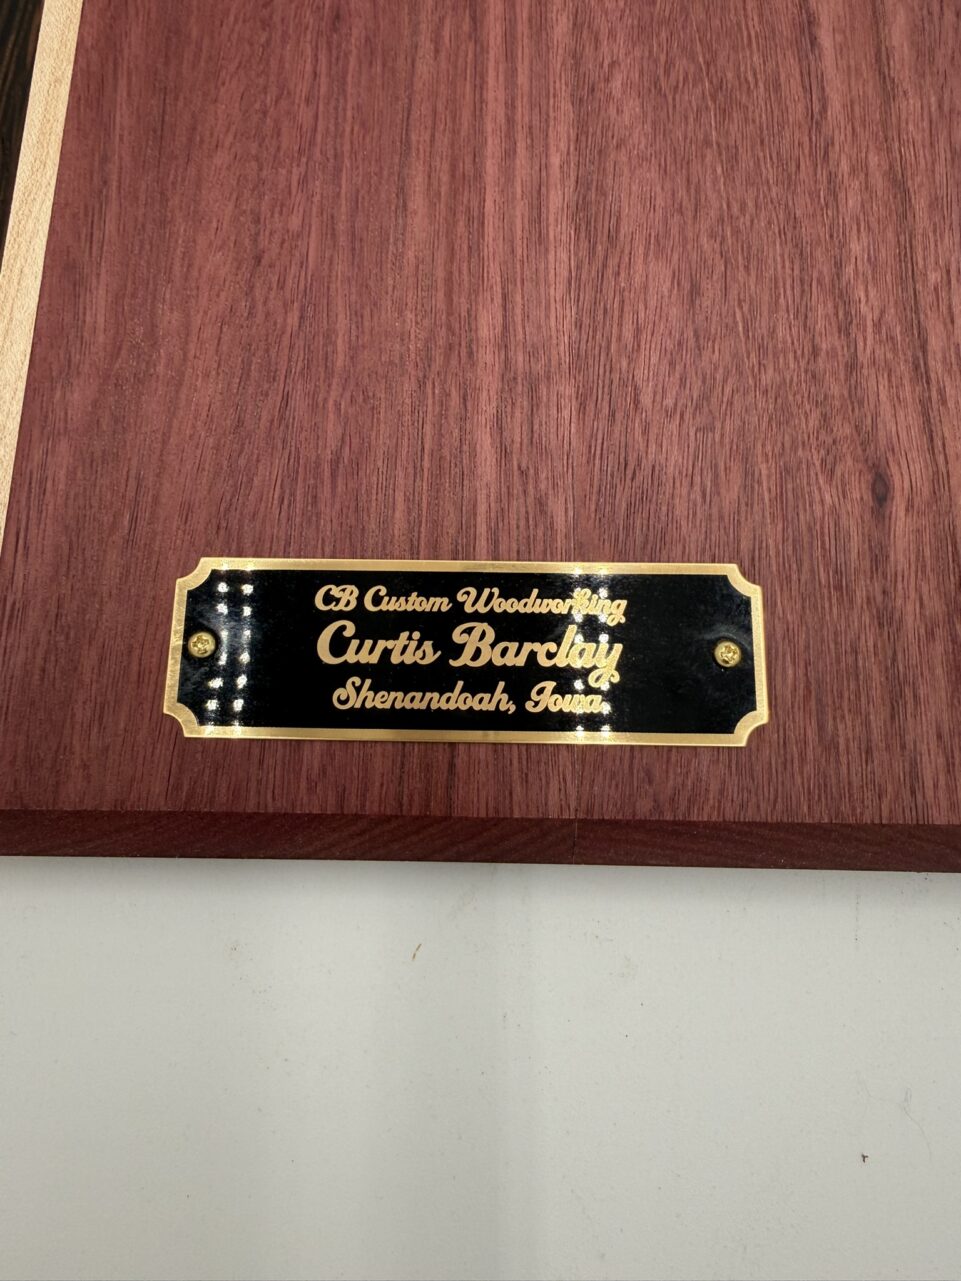 CB Custom Woodworking
Curtis Barclay
Shenandoah, Iowa